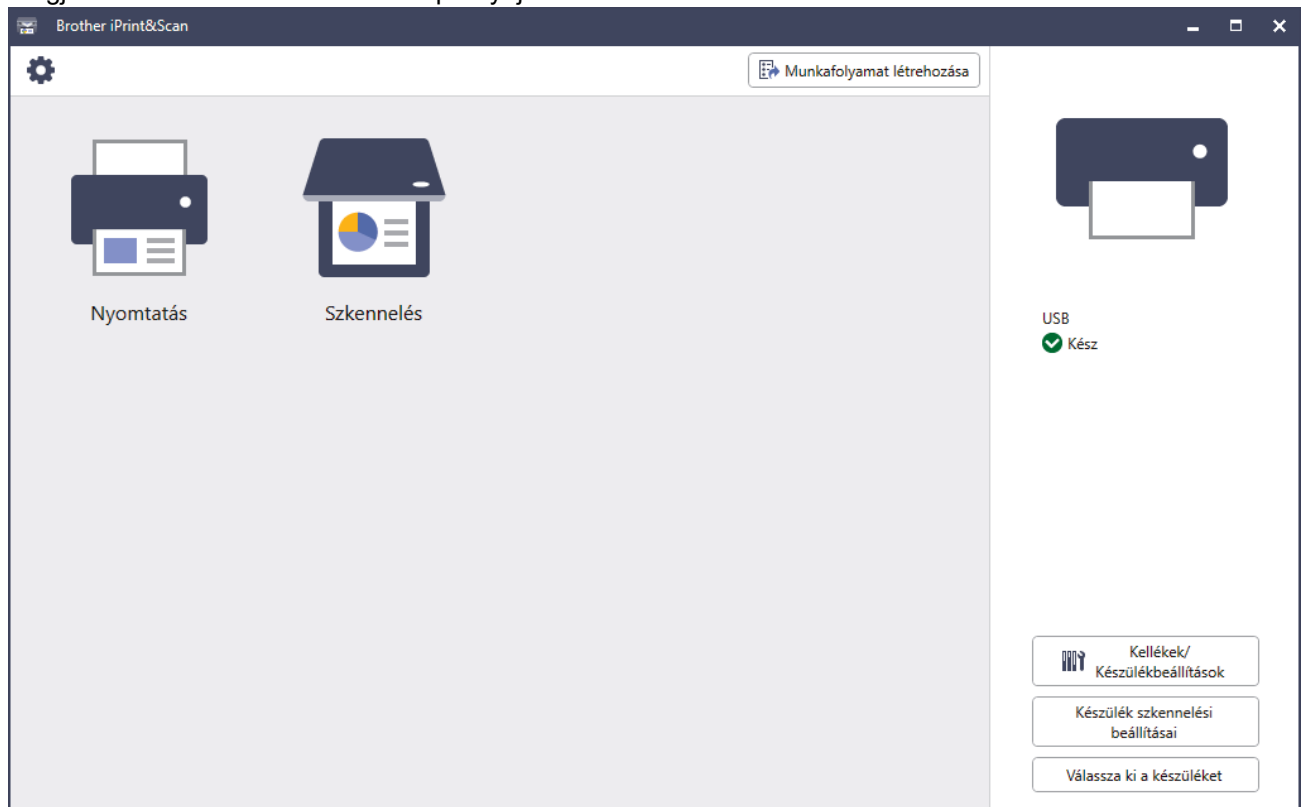 Brother iPrint&Scan
Munkafolyamat létrehozása
Nyomtatás
Szkennelés
USB
Kész
Kellékek/
Készülékbeállítások
Készülék szkennelési
beállításai
Válassza ki a készüléket